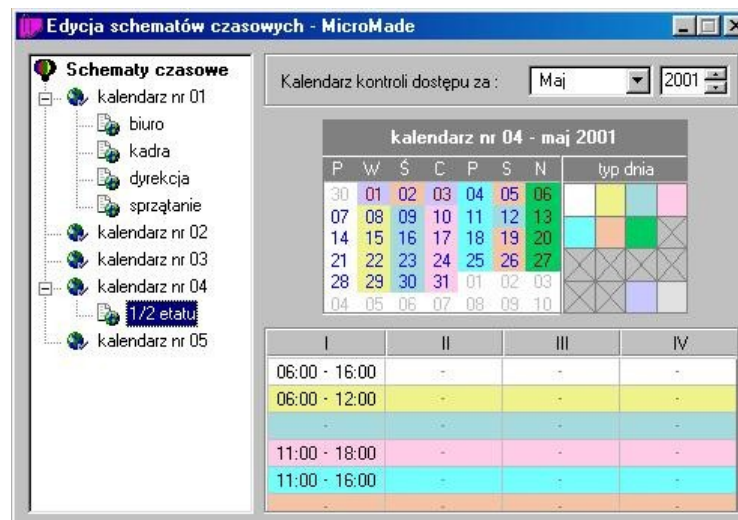 Edycja schematów czasowych - MicroMade
Schematy czasowe
kalendarz nr 01
biuro
kadra
dyrekcja
sprzątanie
kalendarz nr 02
kalendarz nr 03
kalendarz nr 04
1/2 etatu
kalendarz nr 05
Kalendarz kontroli dostępu za : Maj 2001
kalendarz nr 04 - maj 2001
P W Ś C P S N typ dnia
30 01 02 03 04 05 06
07 08 09 10 11 12 13
14 15 16 17 18 19 20
21 22 23 24 25 26 27
28 29 30 31 01 02 03
04 05 06 07 08 09 10
I II III IV
06:00 - 16:00 - - -
06:00 - 12:00 - - -
- - - -
11:00 - 18:00 - - -
11:00 - 16:00 - - -
- - - -